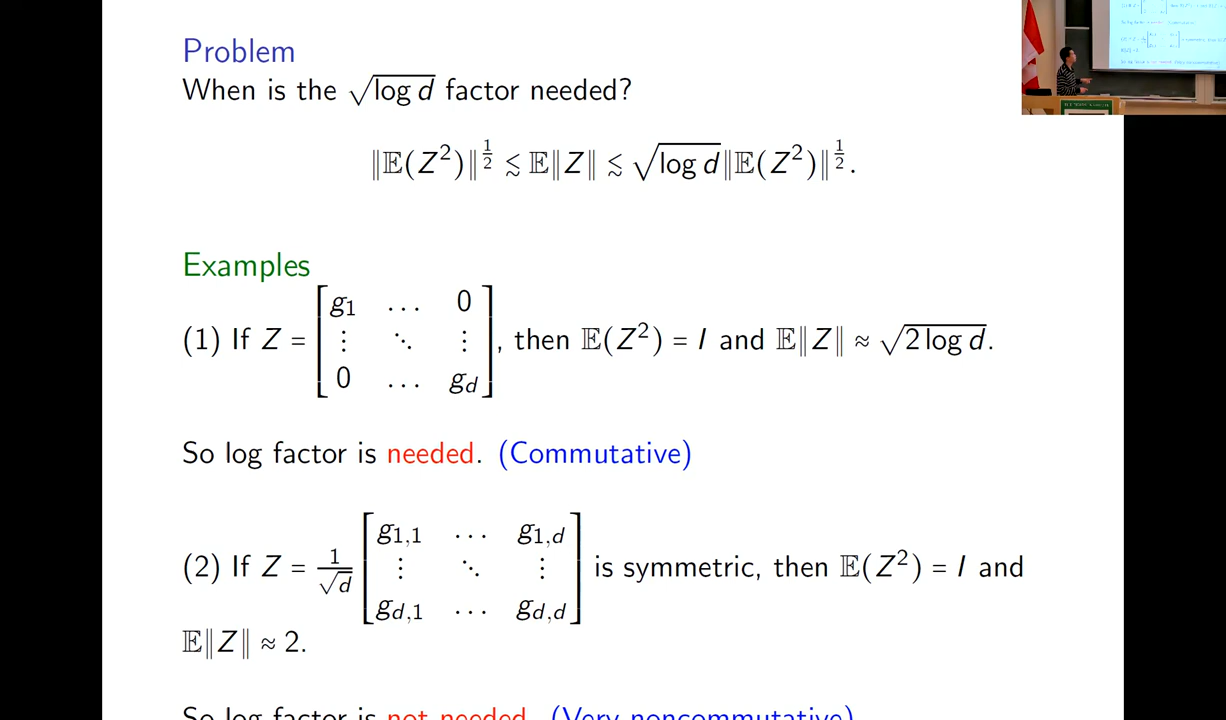 Problem
When is the √log d factor needed?
‖𝔼(Z²)‖^{1/2} ≲ 𝔼‖Z‖ ≲ √log d ‖𝔼(Z²)‖^{1/2}.
Examples
(1) If Z = [g₁ … 0; ⋮ ⋱ ⋮; 0 … g_d], then 𝔼(Z²) = I and 𝔼‖Z‖ ≈ √2 log d.
So log factor is needed. (Commutative)
(2) If Z = 1/√d [g₁,₁ … g₁,d; ⋮ ⋱ ⋮; g_d,₁ … g_d,d] is symmetric, then 𝔼(Z²) = I and
𝔼‖Z‖ ≈ 2.
So log factor is not needed. (Very noncommutative)